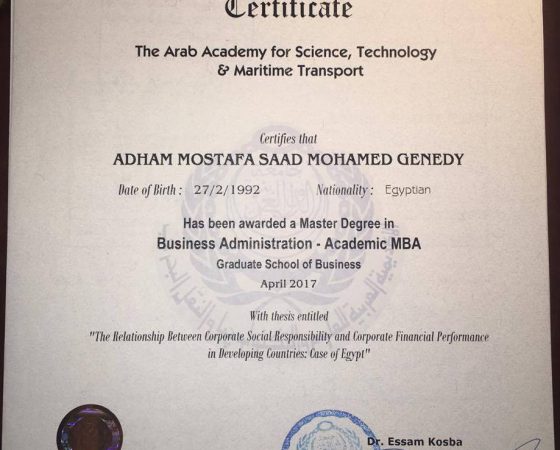 Certificate
The Arab Academy for Science, Technology
& Maritime Transport
Certifies that
ADHAM MOSTAFA SAAD MOHAMED GENEDY
Date of Birth : 27/2/1992 Nationality : Egyptian
Has been awarded a Master Degree in
Business Administration - Academic MBA
Graduate School of Business
April 2017
With thesis entitled
"The Relationship Between Corporate Social Responsibility and Corporate Financial Performance
in Developing Countries: Case of Egypt"
Dr. Essam Kosba